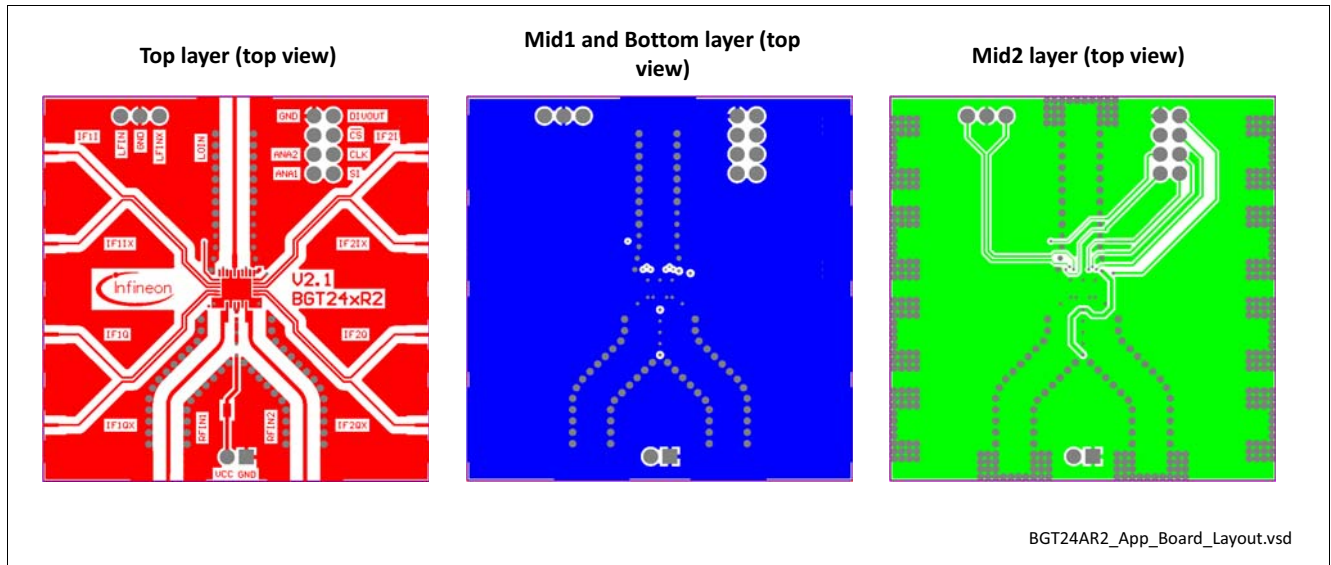 Top layer (top view)
Mid1 and Bottom layer (top
view)
Mid2 layer (top view)
IF1I
LFIN
GND
LFINX
LOIN
GND
DIVOUT
CS
IF2I
ANA2
CLK
ANA1
SI
IF1IX
IF2IX
Infineon
V2.1
BGT24xR2
IF1Q
IF2Q
IF1QX
RFIN1
RFIN2
IF2QX
VCC GND
BGT24AR2_App_Board_Layout.vsd